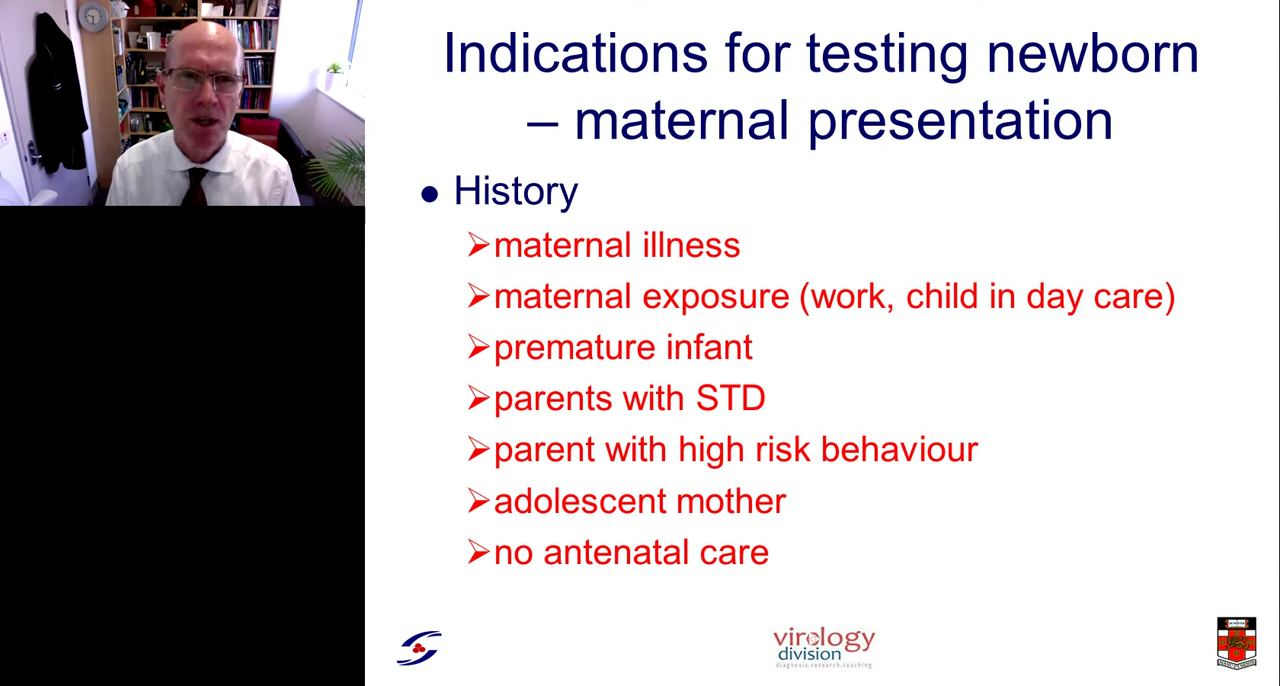 Indications for testing newborn
– maternal presentation
● History
➢maternal illness
➢maternal exposure (work, child in day care)
➢premature infant
➢parents with STD
➢parent with high risk behaviour
➢adolescent mother
➢no antenatal care
virology
division
diagnosis.research.teaching